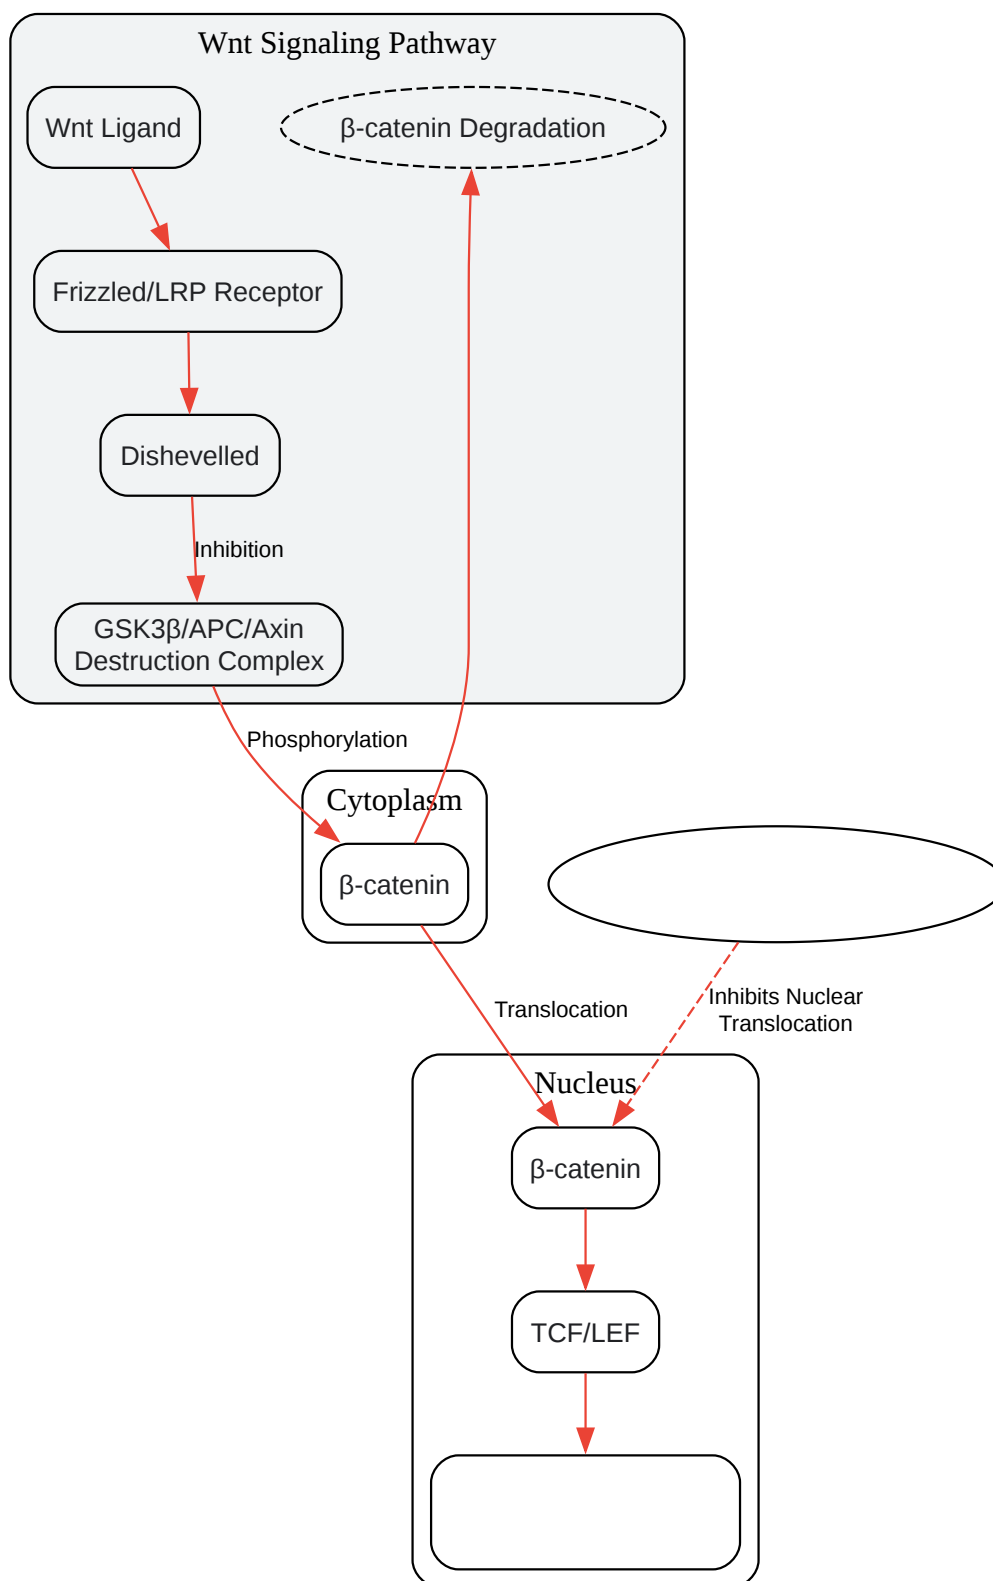 Wnt Signaling Pathway
Wnt Ligand
β-catenin Degradation
Frizzled/LRP Receptor
Dishevelled
Inhibition
GSK3β/APC/Axin
Destruction Complex
Phosphorylation
Cytoplasm
β-catenin
Translocation
Inhibits Nuclear
Translocation
Nucleus
β-catenin
TCF/LEF